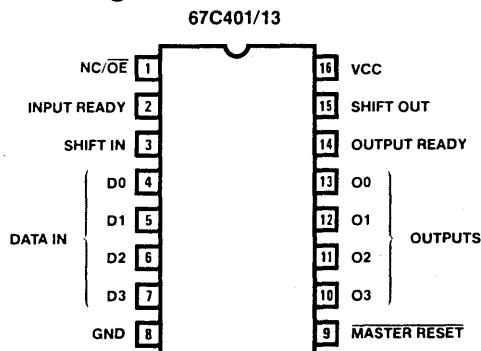 67C401/13
NC/OE 1 16 VCC
INPUT READY 2 15 SHIFT OUT
SHIFT IN 3 14 OUTPUT READY
D0 4 13 O0
D1 5 12 O1
DATA IN OUTPUTS
D2 6 11 O2
D3 7 10 O3
GND 8 9 MASTER RESET